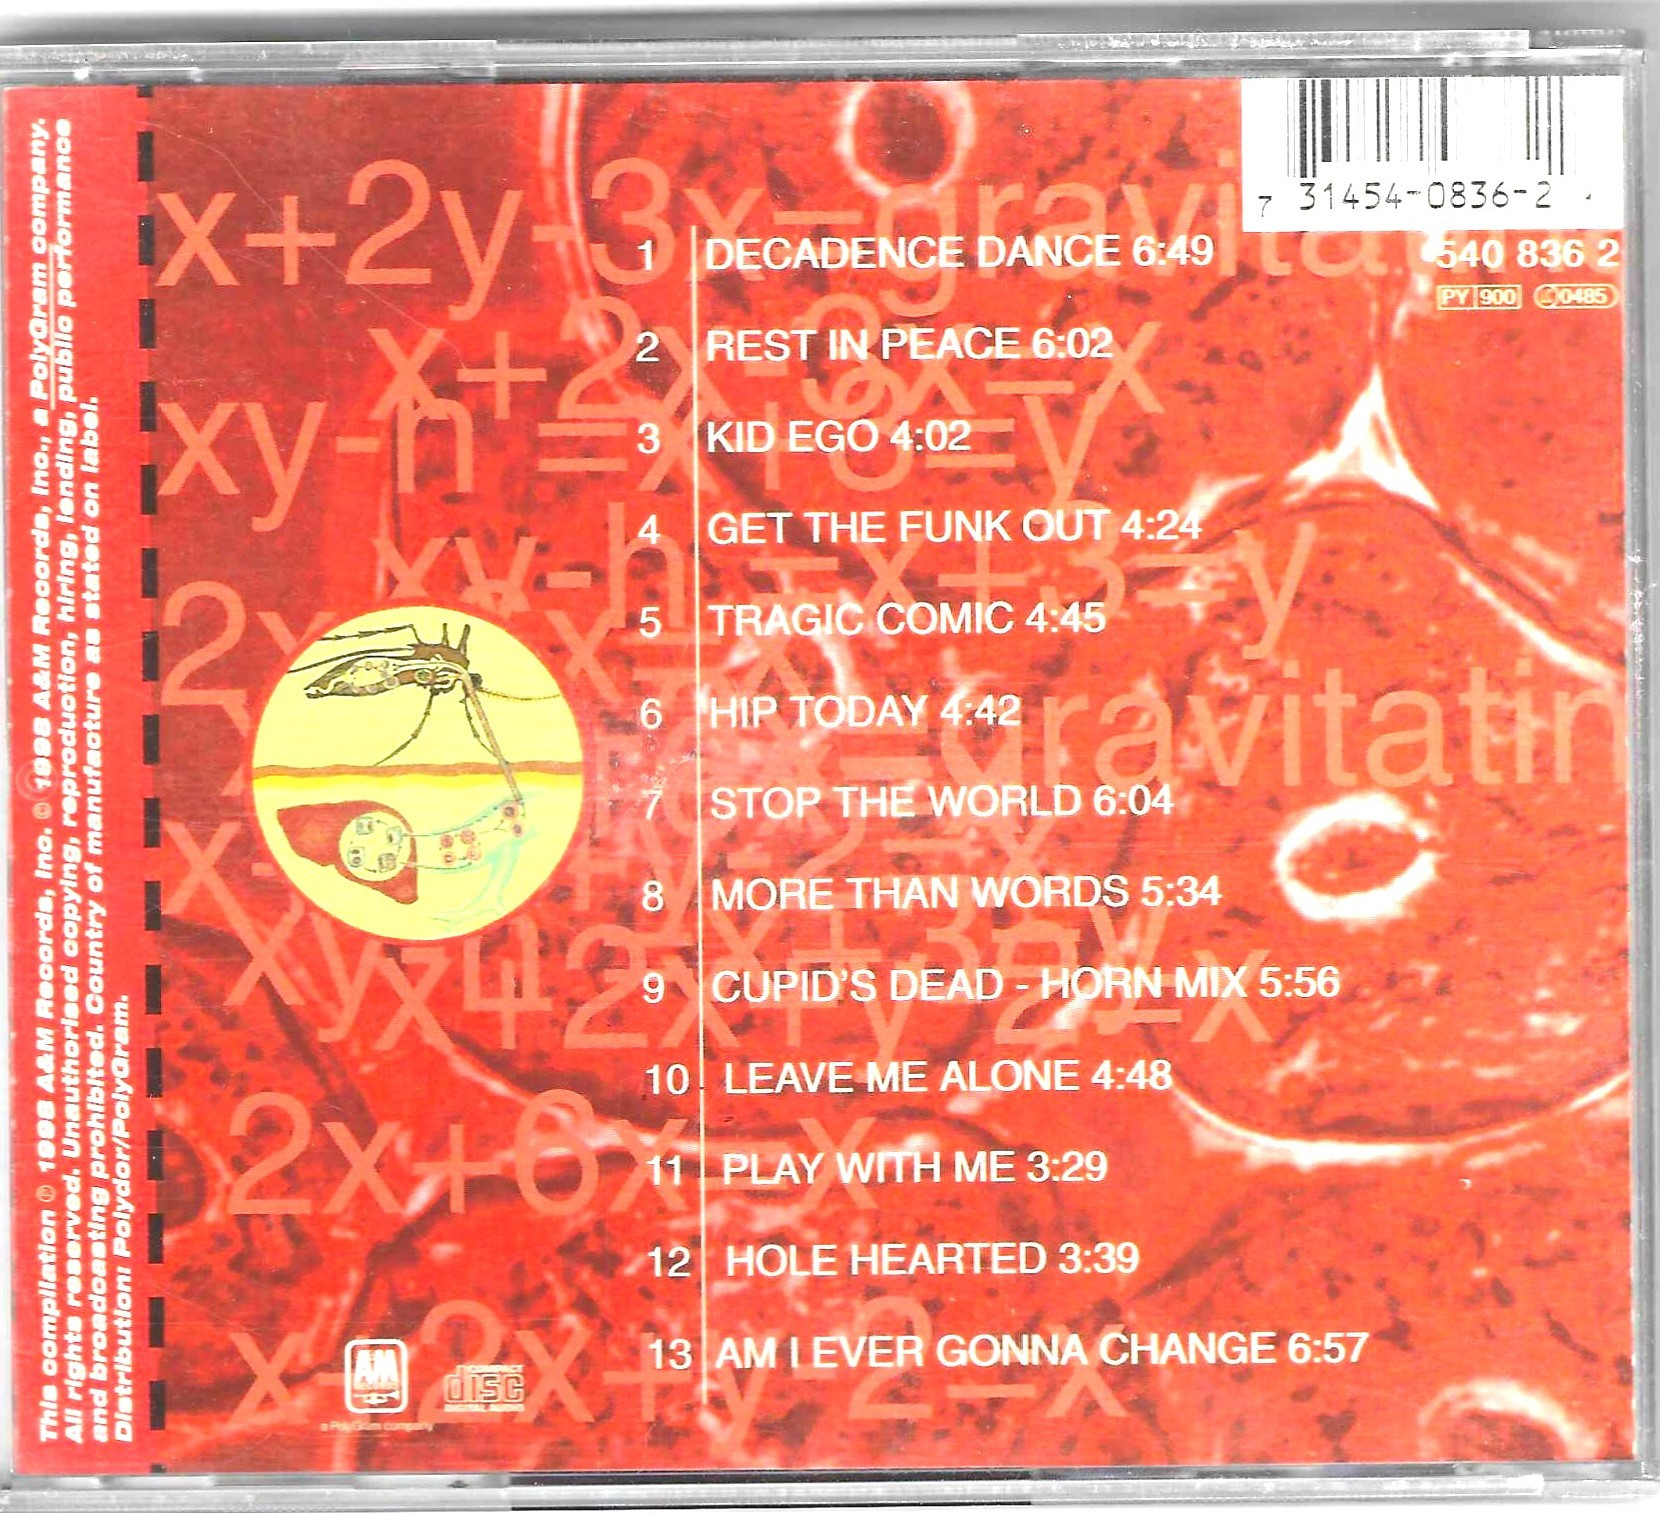 This compilation ℗ 1998 A&M Records, Inc. © 1998 A&M Records, Inc., a PolyGram company.
All rights reserved. Unauthorised copying, reproduction, hiring, lending, public performance
and broadcasting prohibited. Country of manufacture as stated on label.
Distribution: Polydor/PolyGram.
7 31454-0836-2
540 836 2
PY 900
0485
1 DECADENCE DANCE 6:49
2 REST IN PEACE 6:02
3 KID EGO 4:02
4 GET THE FUNK OUT 4:24
5 TRAGIC COMIC 4:45
6 HIP TODAY 4:42
7 STOP THE WORLD 6:04
8 MORE THAN WORDS 5:34
9 CUPID'S DEAD - HORN MIX 5:56
10 LEAVE ME ALONE 4:48
11 PLAY WITH ME 3:29
12 HOLE HEARTED 3:39
13 AM I EVER GONNA CHANGE 6:57
x+2y-3x=gravitatin
x+2x-3x=x
xy-h =x+6=y
xy-h =x+3=y
gravitatin
2x+6x=x
x-2x+y-2=x
AM
a PolyGram company
COMPACT
disc
DIGITAL AUDIO